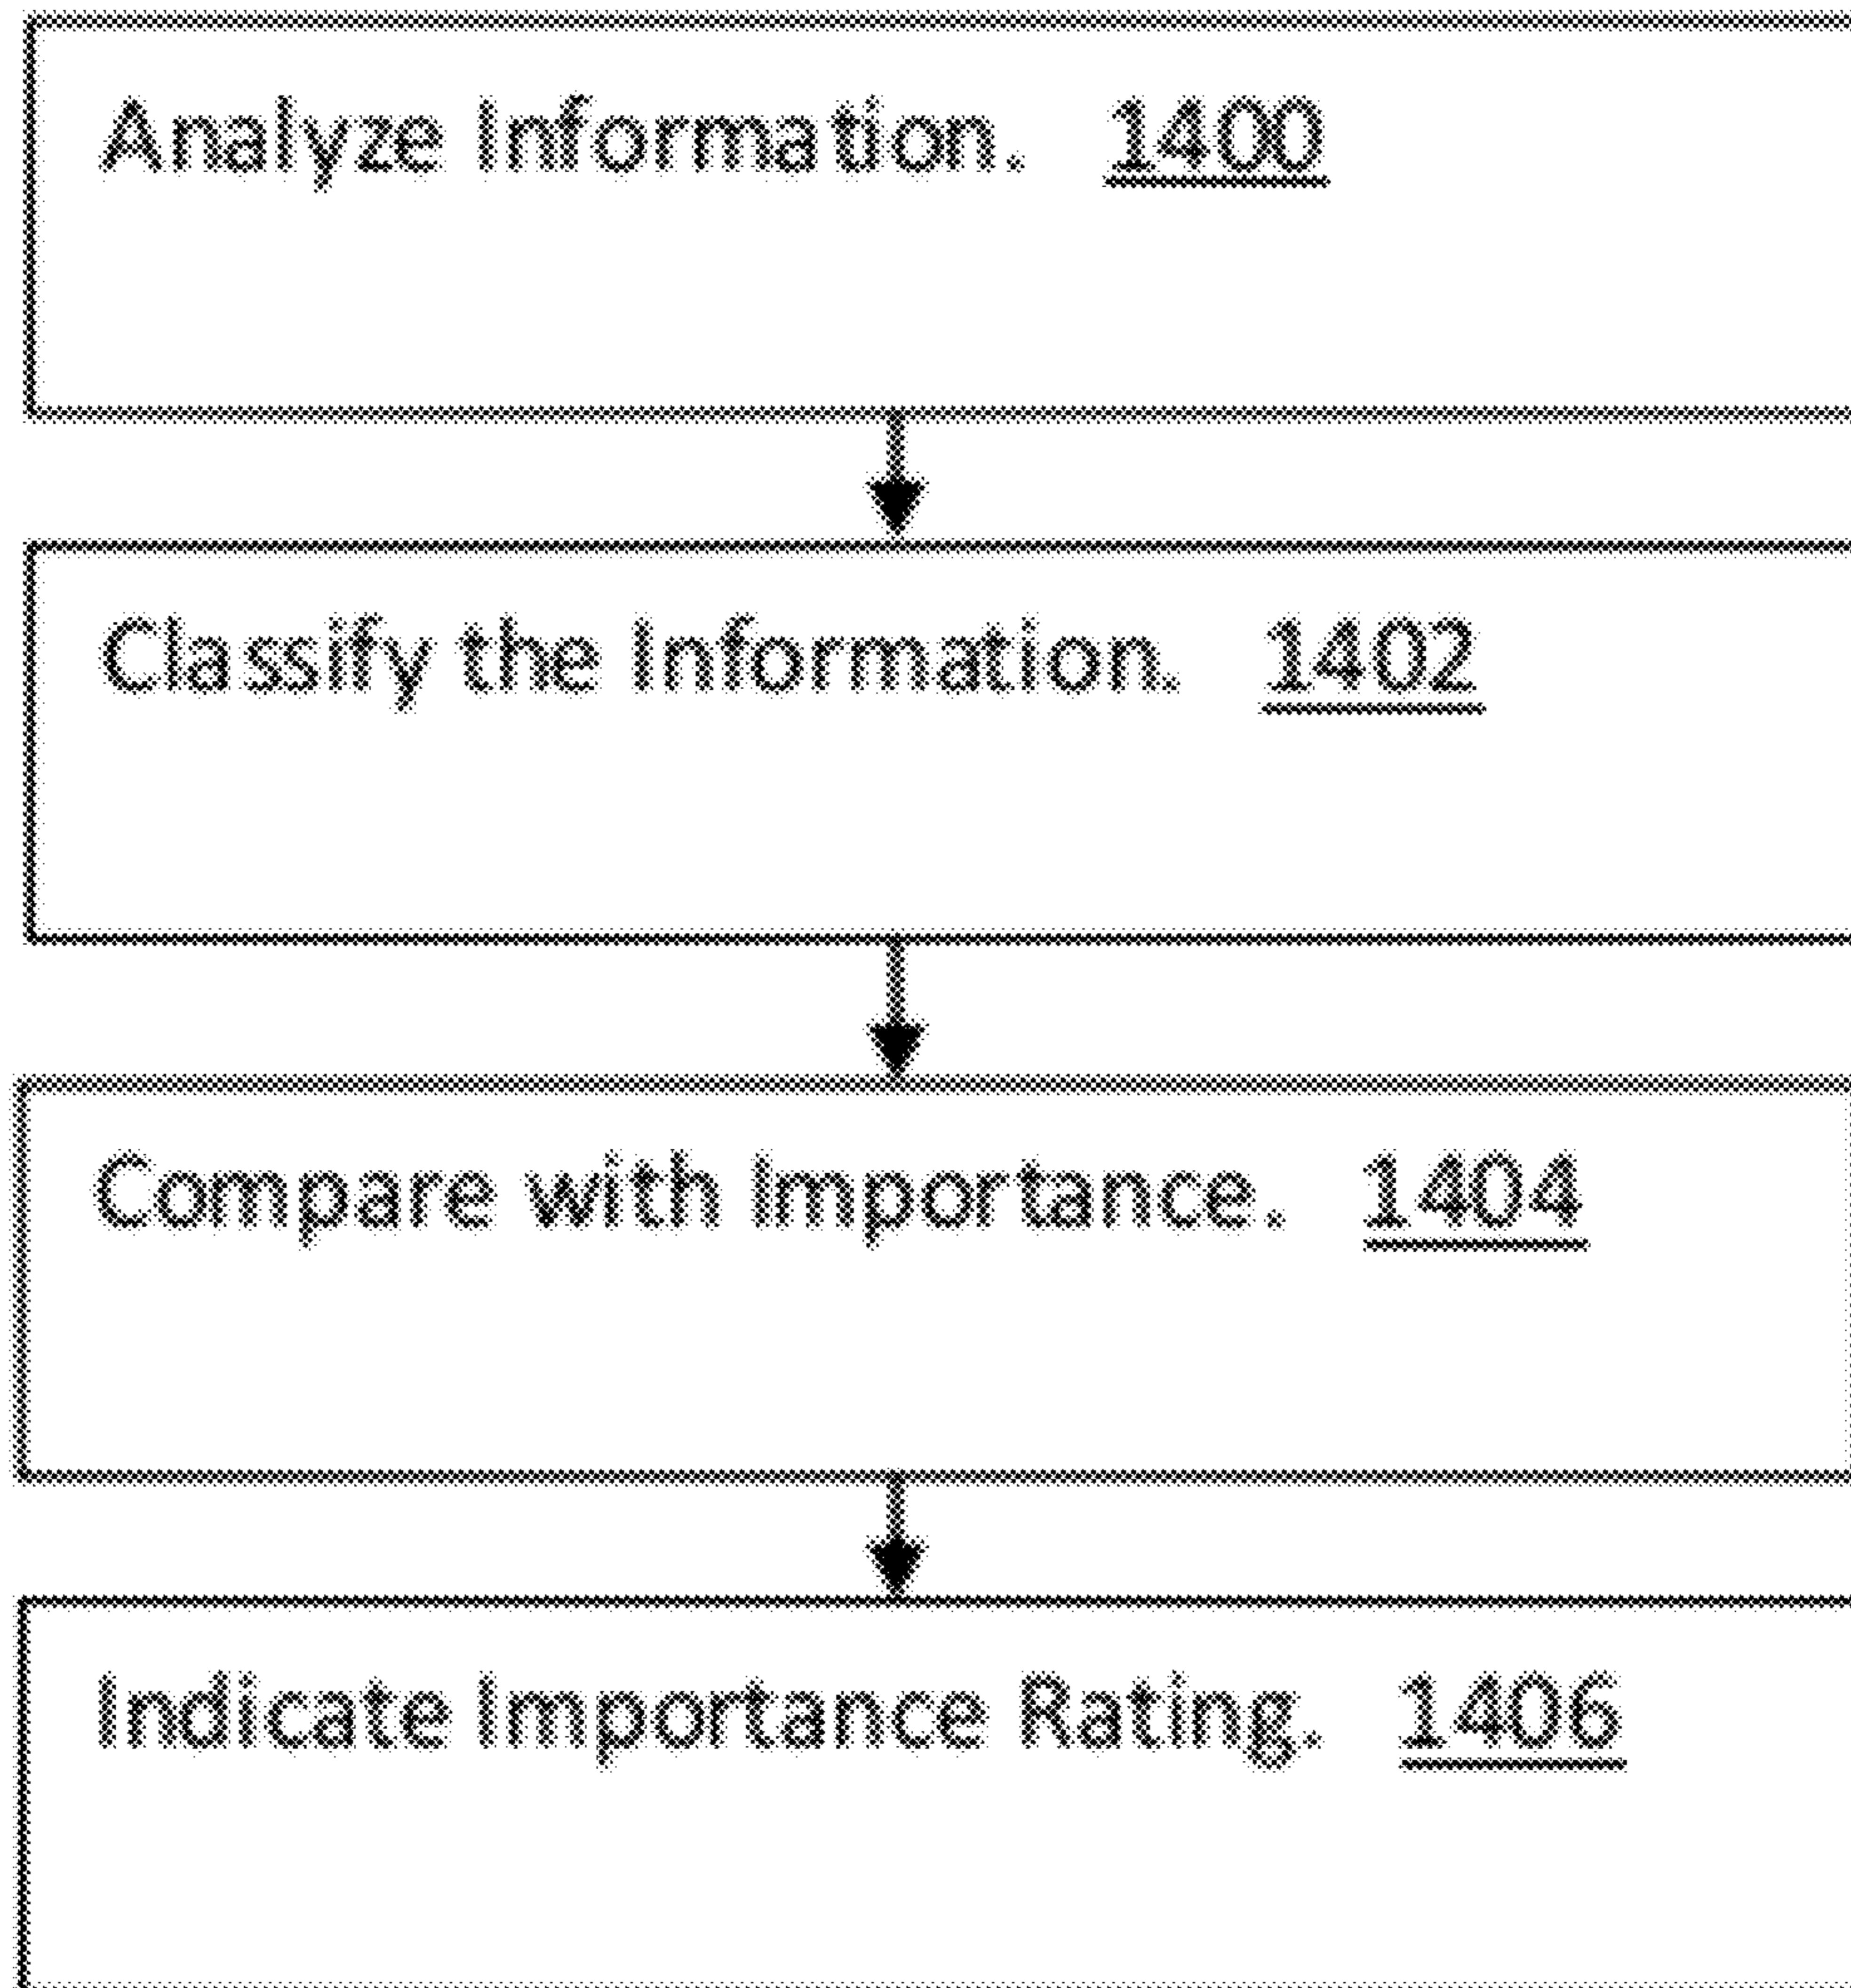 Analyze Information. 1400
Classify the Information. 1402
Compare with Importance. 1404
Indicate Importance Rating. 1406